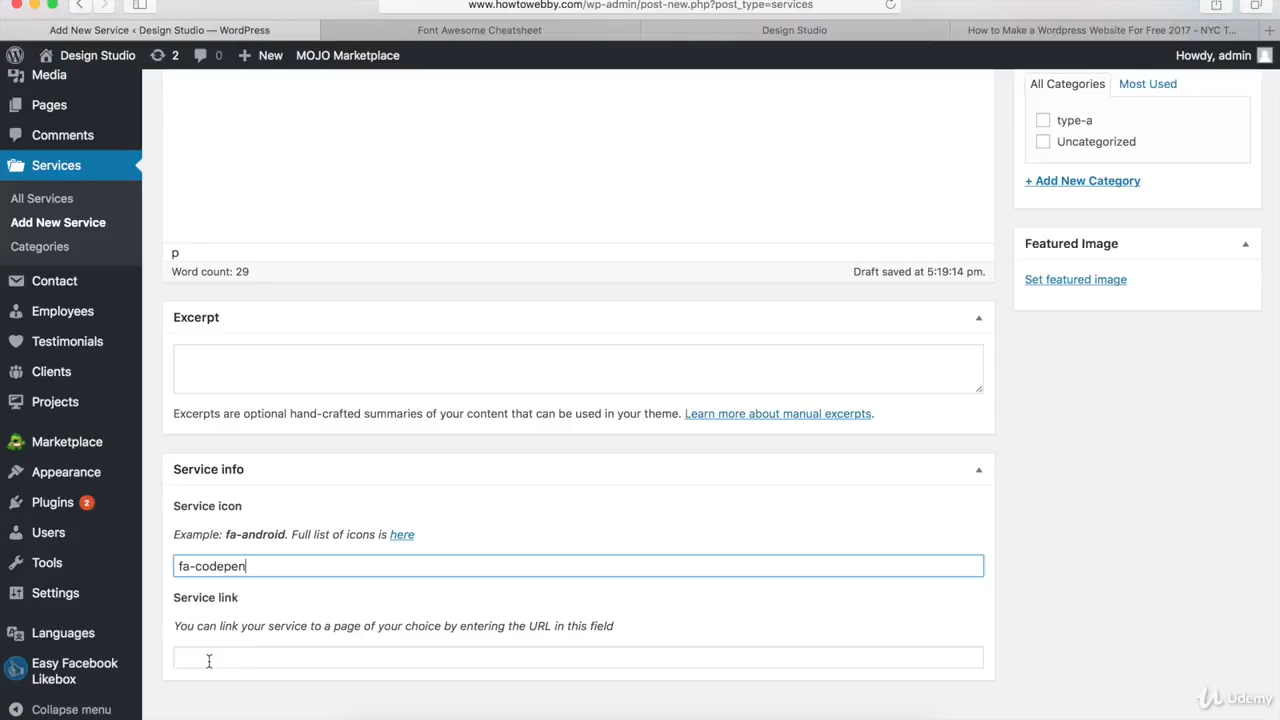 www.howtowebby.com/wp-admin/post-new.php?post_type=services
Add New Service ‹ Design Studio — WordPress
Font Awesome Cheatsheet
Design Studio
How to Make a Wordpress Website For Free 2017 - NYC T...
Design Studio
2
0
New
MOJO Marketplace
Howdy, admin
Media
Pages
Comments
Services
All Services
Add New Service
Categories
Contact
Employees
Testimonials
Clients
Projects
Marketplace
Appearance
Plugins 2
Users
Tools
Settings
Languages
Easy Facebook
Likebox
Collapse menu
p
Word count: 29
Draft saved at 5:19:14 pm.
Excerpt
Excerpts are optional hand-crafted summaries of your content that can be used in your theme. Learn more about manual excerpts.
Service info
Service icon
Example: fa-android. Full list of icons is here
fa-codepen
Service link
You can link your service to a page of your choice by entering the URL in this field
All Categories
Most Used
type-a
Uncategorized
+ Add New Category
Featured Image
Set featured image
Udemy